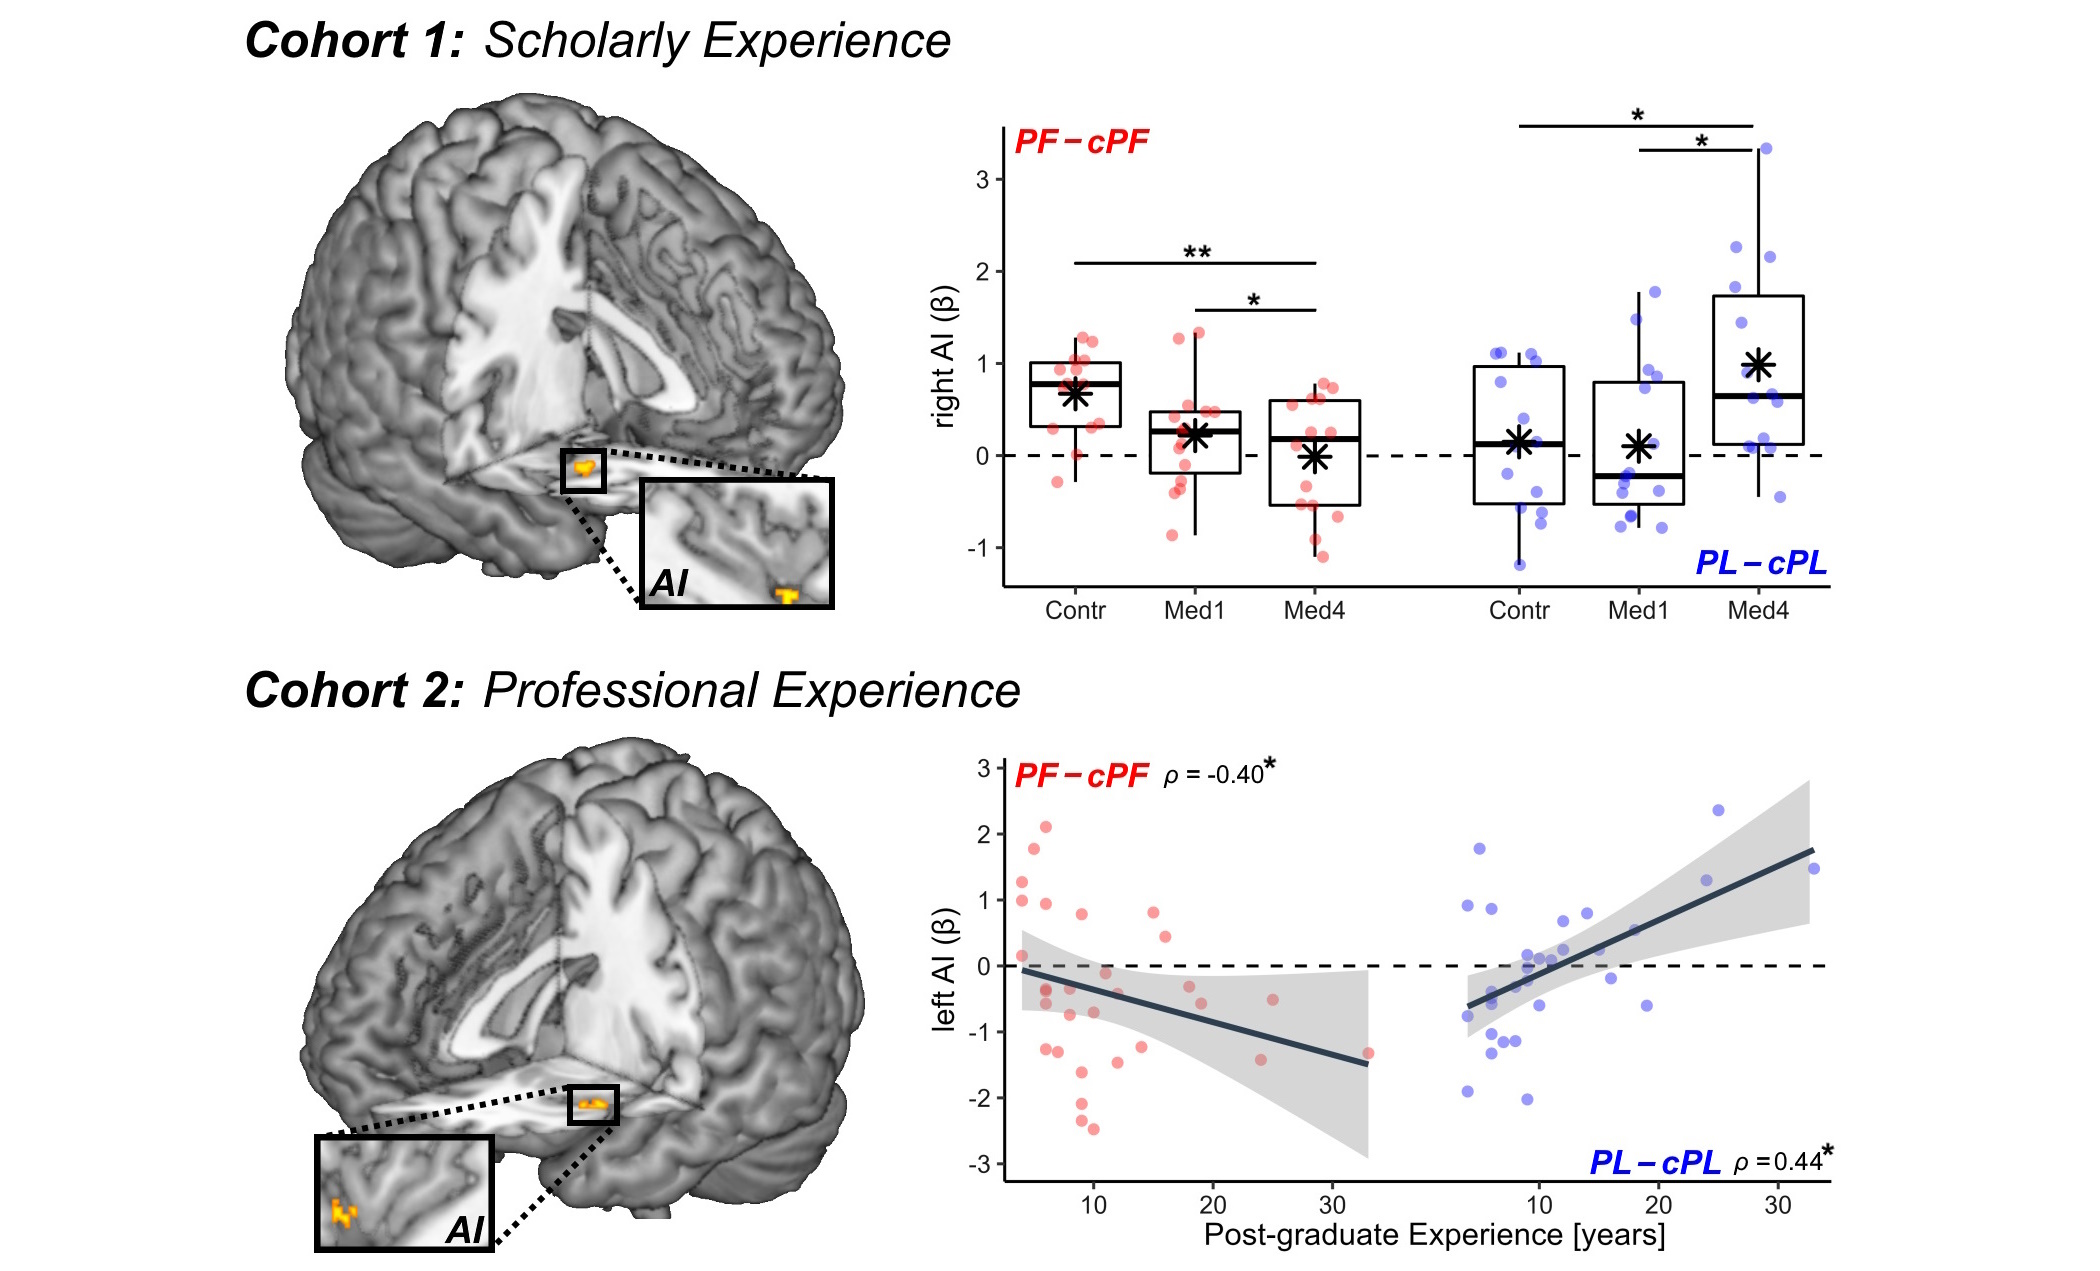 Cohort 1: Scholarly Experience
PF – cPF
right AI (β)
3
2
1
0
-1
**
*
*
*
PL – cPL
Contr
Med1
Med4
Contr
Med1
Med4
AI
Cohort 2: Professional Experience
PF – cPF ρ = -0.40*
left AI (β)
3
2
1
0
-1
-2
-3
PL – cPL ρ = 0.44*
10
20
30
10
20
30
Post-graduate Experience [years]
AI